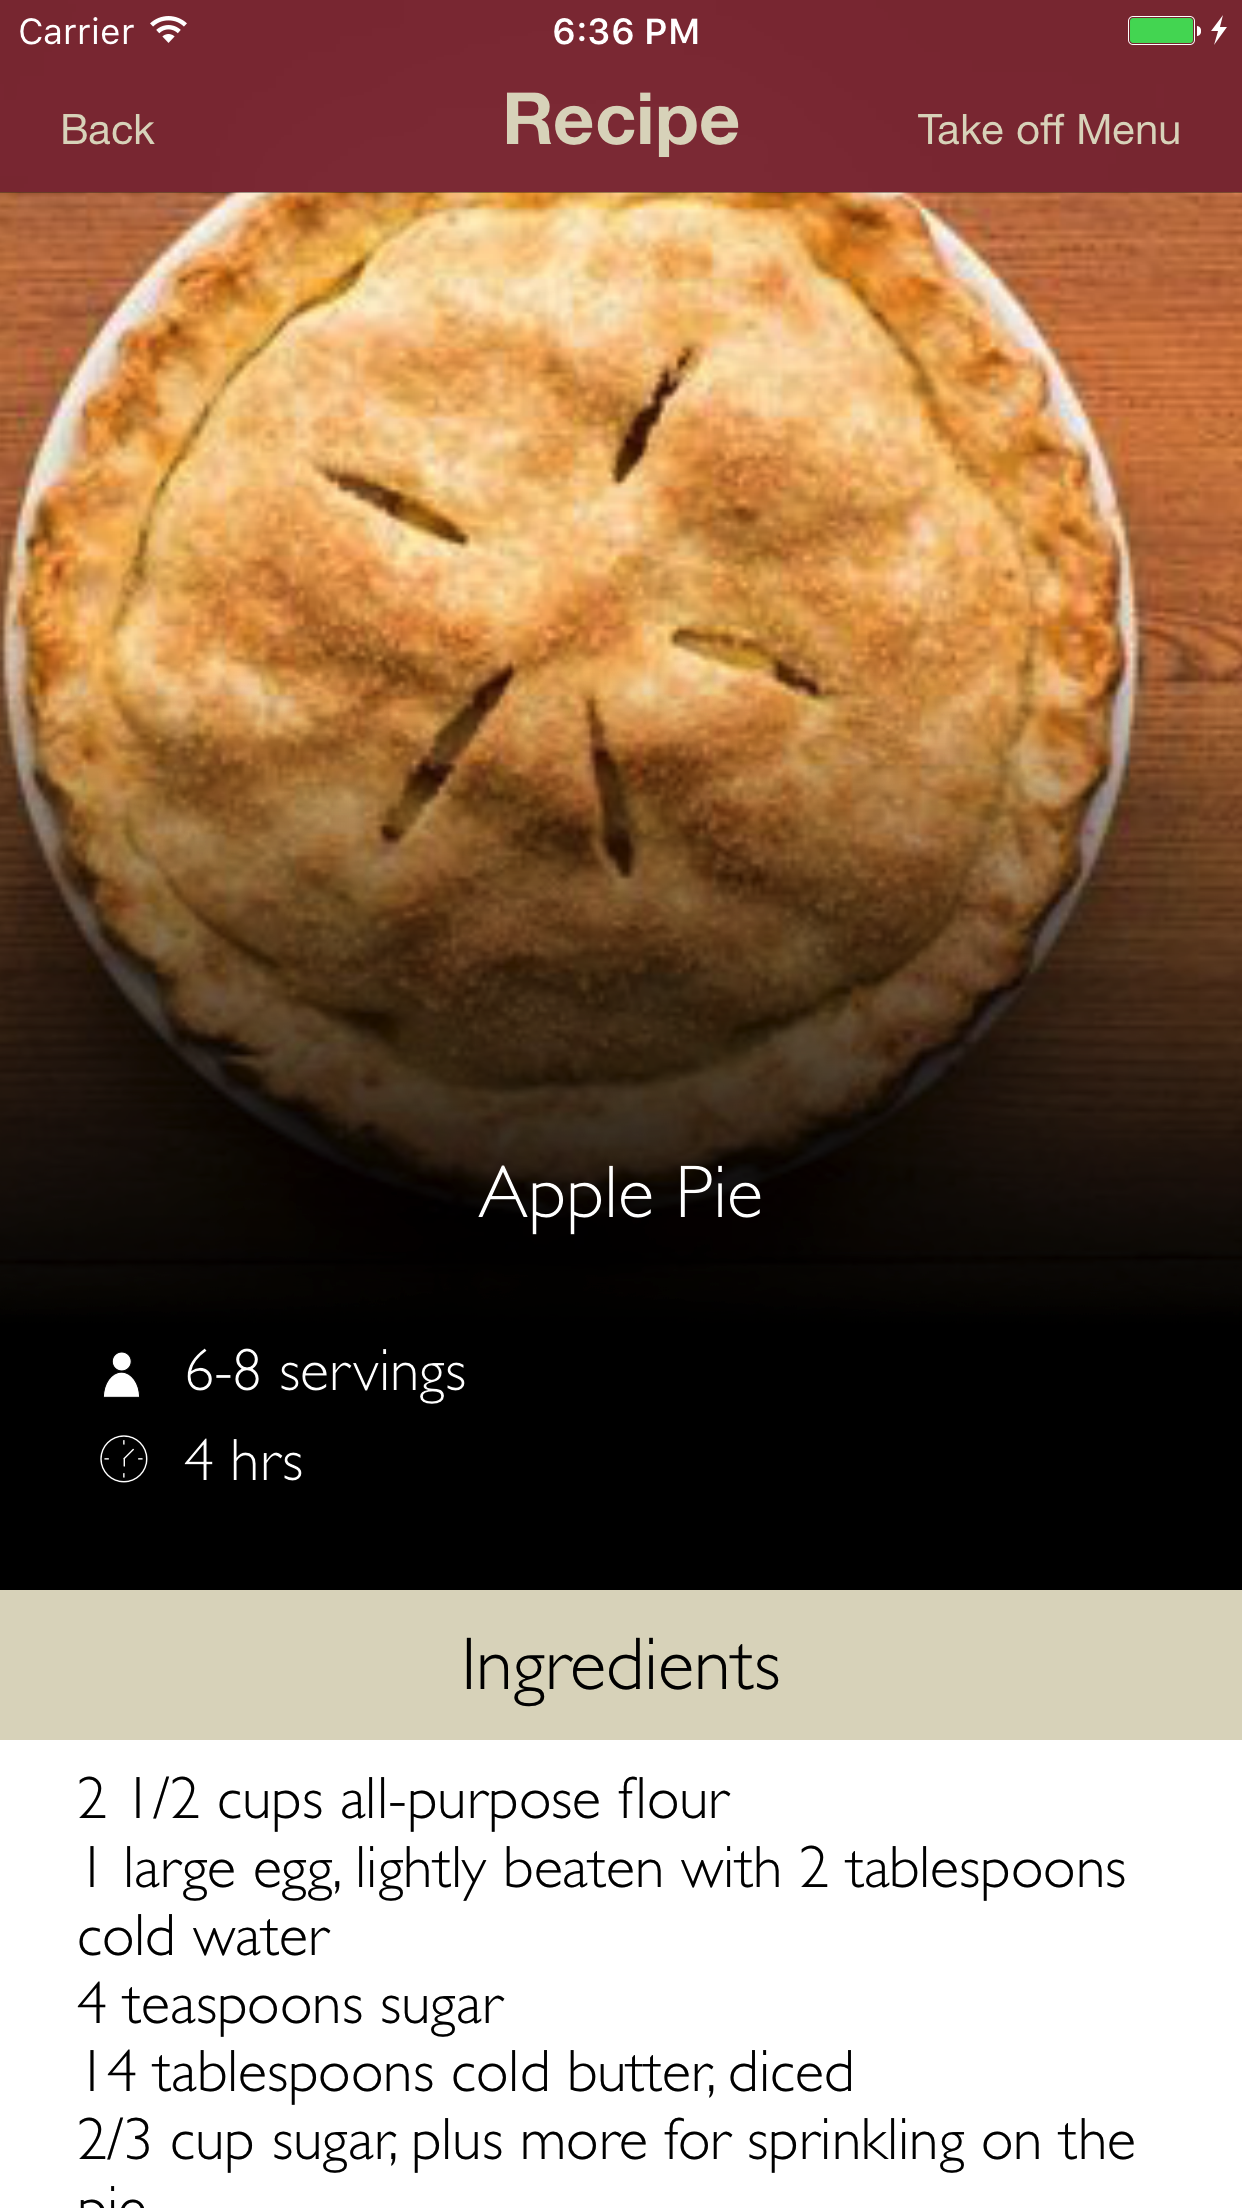 Carrier 6:36 PM
Back Recipe Take off Menu
Apple Pie
6-8 servings
4 hrs
Ingredients
2 1/2 cups all-purpose flour
1 large egg, lightly beaten with 2 tablespoons
cold water
4 teaspoons sugar
14 tablespoons cold butter, diced
2/3 cup sugar, plus more for sprinkling on the
pie